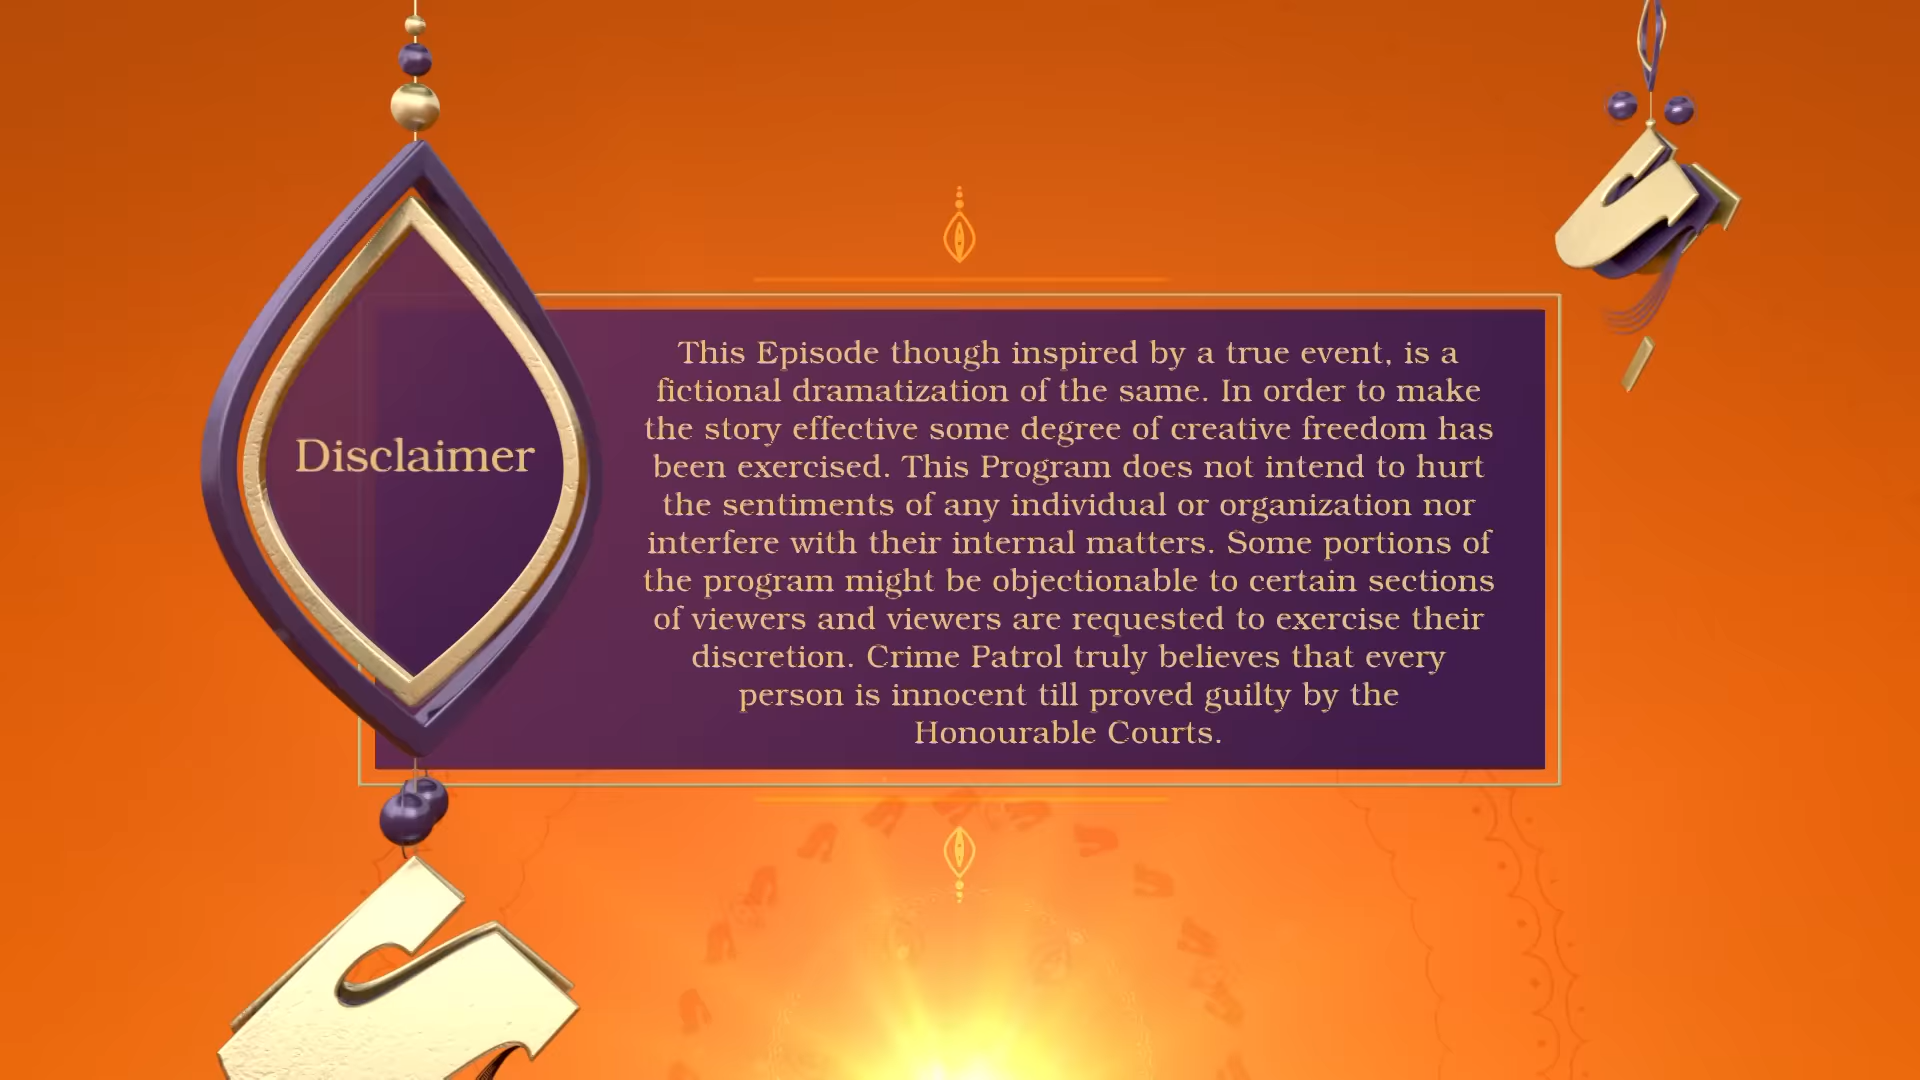 Disclaimer
This Episode though inspired by a true event, is a
fictional dramatization of the same. In order to make
the story effective some degree of creative freedom has
been exercised. This Program does not intend to hurt
the sentiments of any individual or organization nor
interfere with their internal matters. Some portions of
the program might be objectionable to certain sections
of viewers and viewers are requested to exercise their
discretion. Crime Patrol truly believes that every
person is innocent till proved guilty by the
Honourable Courts.